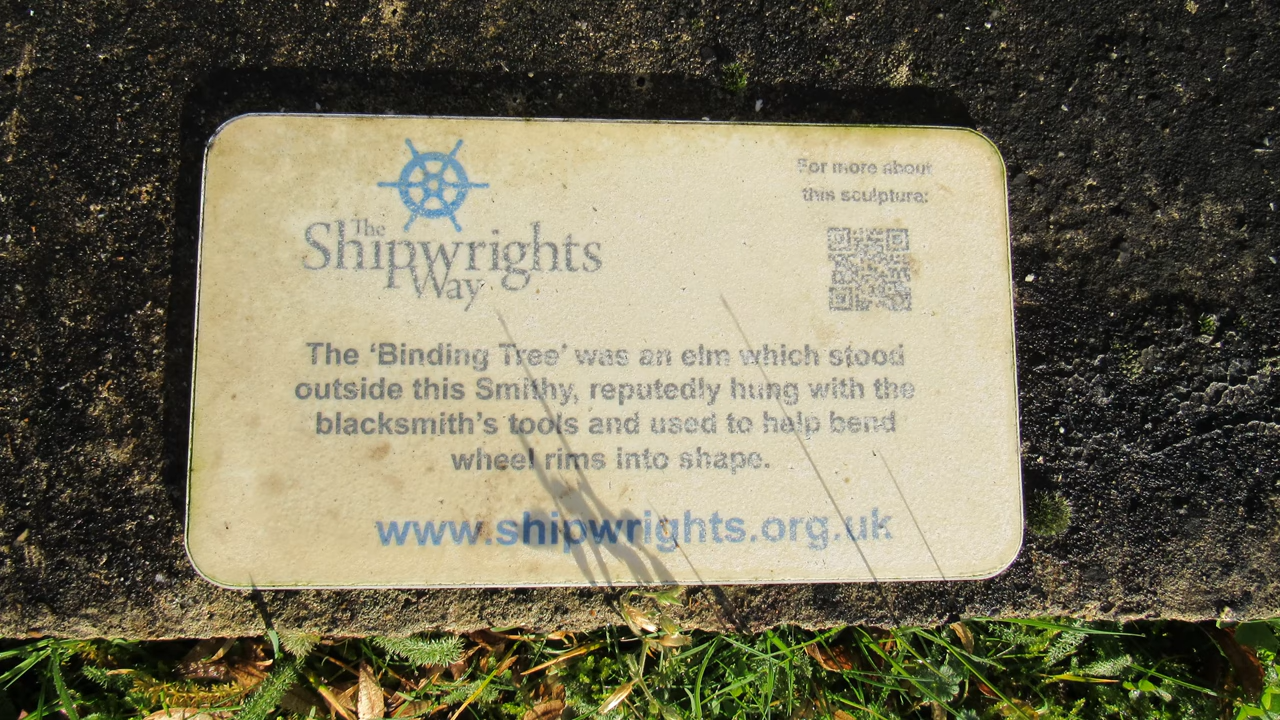 The
Shipwrights
Way
For more about
this sculpture:
The ‘Binding Tree’ was an elm which stood
outside this Smithy, reputedly hung with the
blacksmith’s tools and used to help bend
wheel rims into shape.
www.shipwrights.org.uk